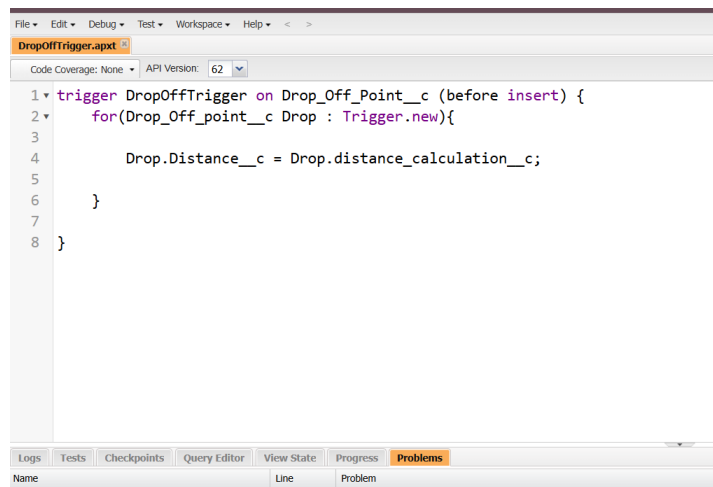 File Edit Debug Test Workspace Help < >
DropOffTrigger.apxt
Code Coverage: None API Version: 62
1 trigger DropOffTrigger on Drop_Off_Point__c (before insert) {
2 for(Drop_Off_point__c Drop : Trigger.new){
3
4 Drop.Distance__c = Drop.distance_calculation__c;
5
6 }
7
8 }
Logs Tests Checkpoints Query Editor View State Progress Problems
Name Line Problem